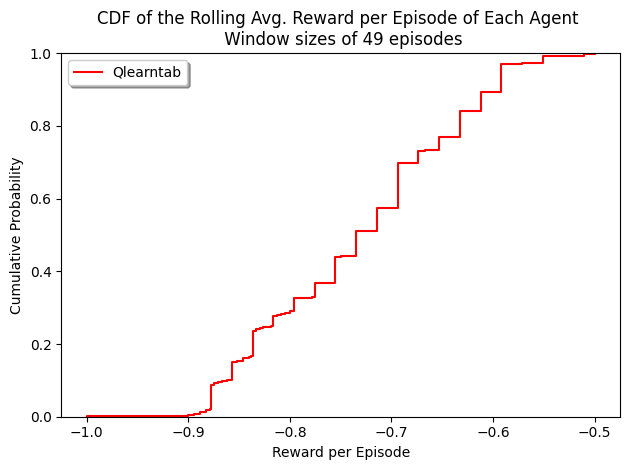 CDF of the Rolling Avg. Reward per Episode of Each Agent
Window sizes of 49 episodes
Qlearntab
1.0
0.8
0.6
0.4
0.2
0.0
Cumulative Probability
−1.0 −0.9 −0.8 −0.7 −0.6 −0.5
Reward per Episode